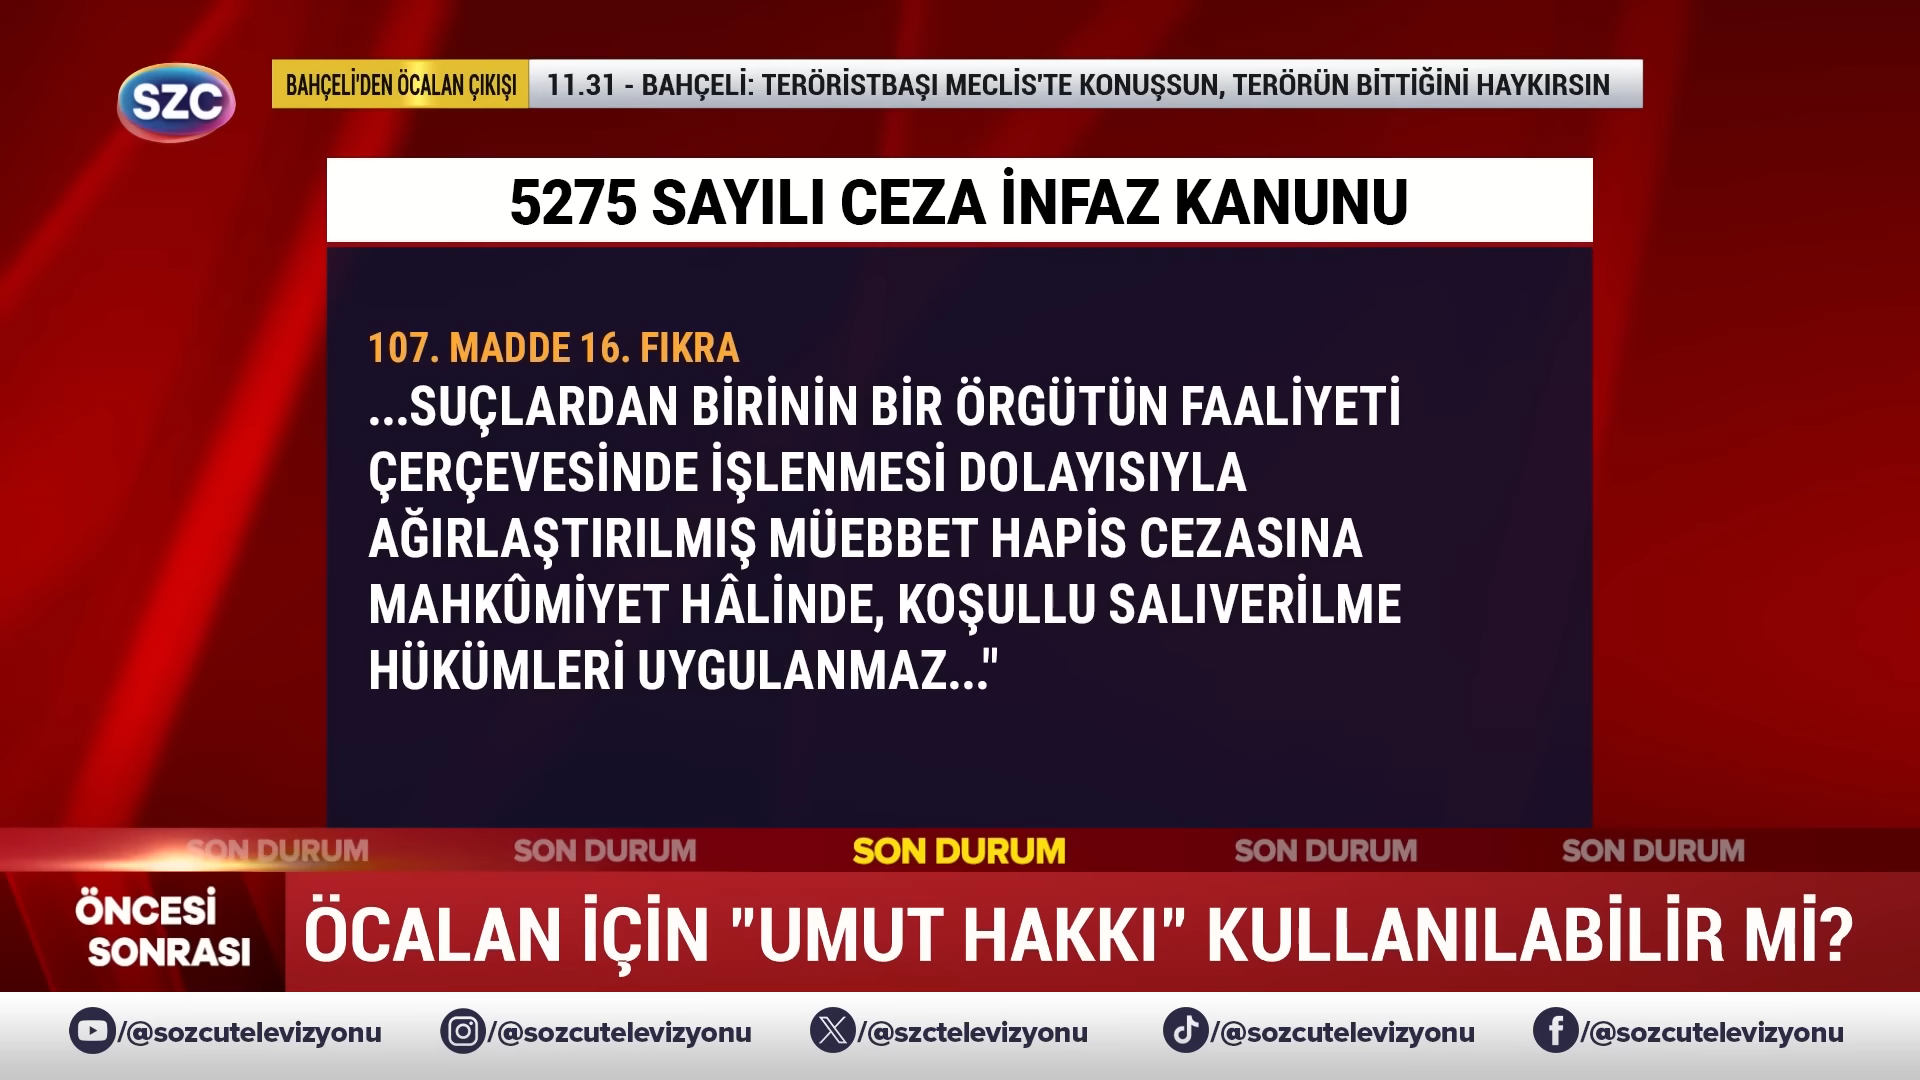 SZC
BAHÇELİ'DEN ÖCALAN ÇIKIŞI
11.31 - BAHÇELİ: TERÖRİSTBAŞI MECLİS'TE KONUŞSUN, TERÖRÜN BİTTİĞİNİ HAYKIRSIN
5275 SAYILI CEZA İNFAZ KANUNU
107. MADDE 16. FIKRA
...SUÇLARDAN BİRİNİN BİR ÖRGÜTÜN FAALİYETİ
ÇERÇEVESİNDE İŞLENMESİ DOLAYISIYLA
AĞIRLAŞTIRILMIŞ MÜEBBET HAPİS CEZASINA
MAHKÛMİYET HÂLİNDE, KOŞULLU SALIVERİLME
HÜKÜMLERİ UYGULANMAZ..."
SON DURUM SON DURUM SON DURUM SON DURUM SON DURUM
ÖNCESİ
SONRASI
ÖCALAN İÇİN "UMUT HAKKI" KULLANILABİLİR Mİ?
/@sozcutelevizyonu /@sozcutelevizyonu /@szctelevizyonu /@sozcutelevizyonu /@sozcutelevizyonu